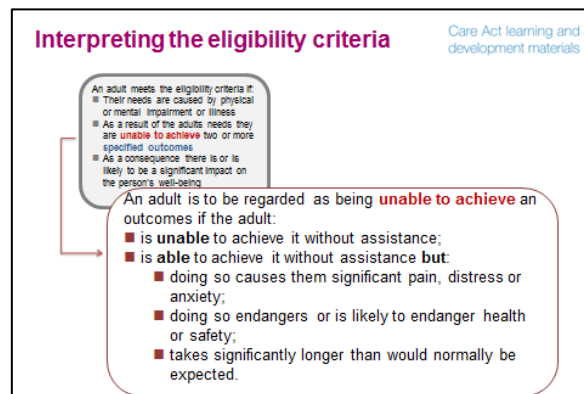 Interpreting the eligibility criteria
Care Act learning and
development materials
An adult meets the eligibility criteria if:
■ Their needs are caused by physical
or mental impairment or illness
■ As a result of the adults needs they
are unable to achieve two or more
specified outcomes
■ As a consequence there is or is
likely to be a significant impact on
the person's well-being
An adult is to be regarded as being unable to achieve an
outcomes if the adult:
■ is unable to achieve it without assistance;
■ is able to achieve it without assistance but:
■ doing so causes them significant pain, distress or
anxiety;
■ doing so endangers or is likely to endanger health
or safety;
■ takes significantly longer than would normally be
expected.